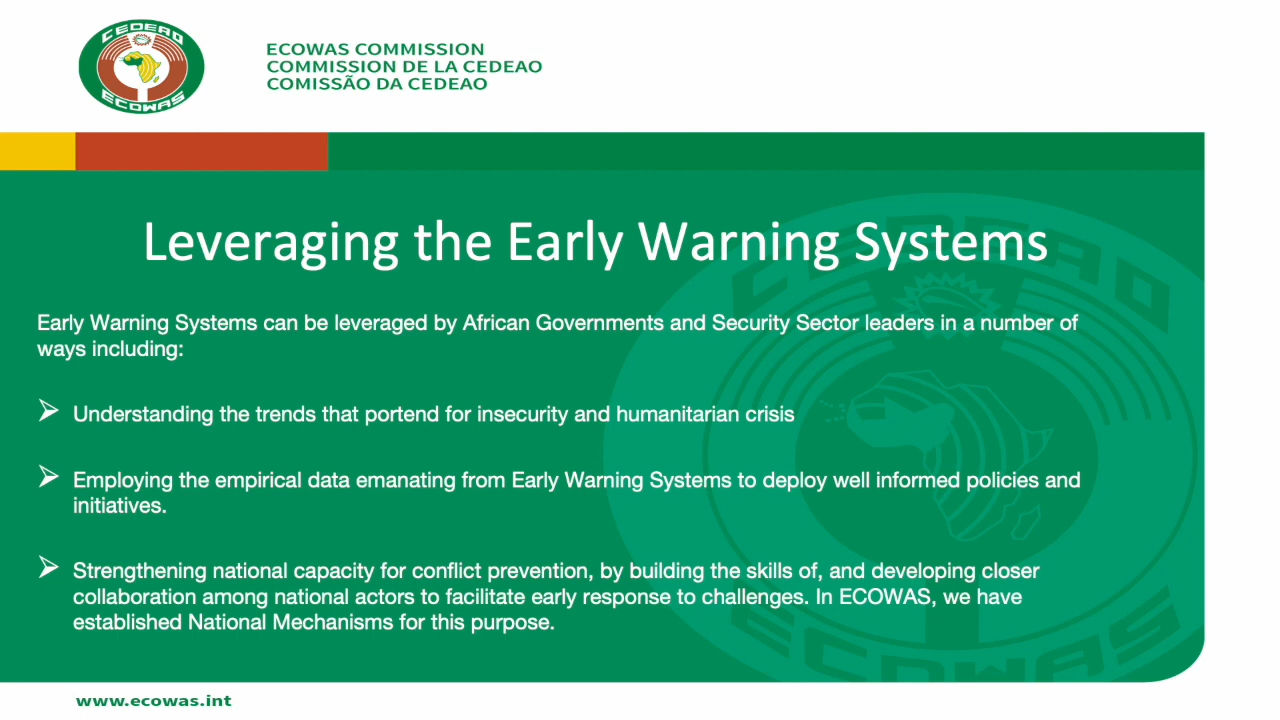 CEDEAO
ECOWAS
ECOWAS COMMISSION
COMMISSION DE LA CEDEAO
COMISSÃO DA CEDEAO
Leveraging the Early Warning Systems
Early Warning Systems can be leveraged by African Governments and Security Sector leaders in a number of
ways including:
Understanding the trends that portend for insecurity and humanitarian crisis
Employing the empirical data emanating from Early Warning Systems to deploy well informed policies and
initiatives.
Strengthening national capacity for conflict prevention, by building the skills of, and developing closer
collaboration among national actors to facilitate early response to challenges. In ECOWAS, we have
established National Mechanisms for this purpose.
CEDEAO
ECOWAS
www.ecowas.int